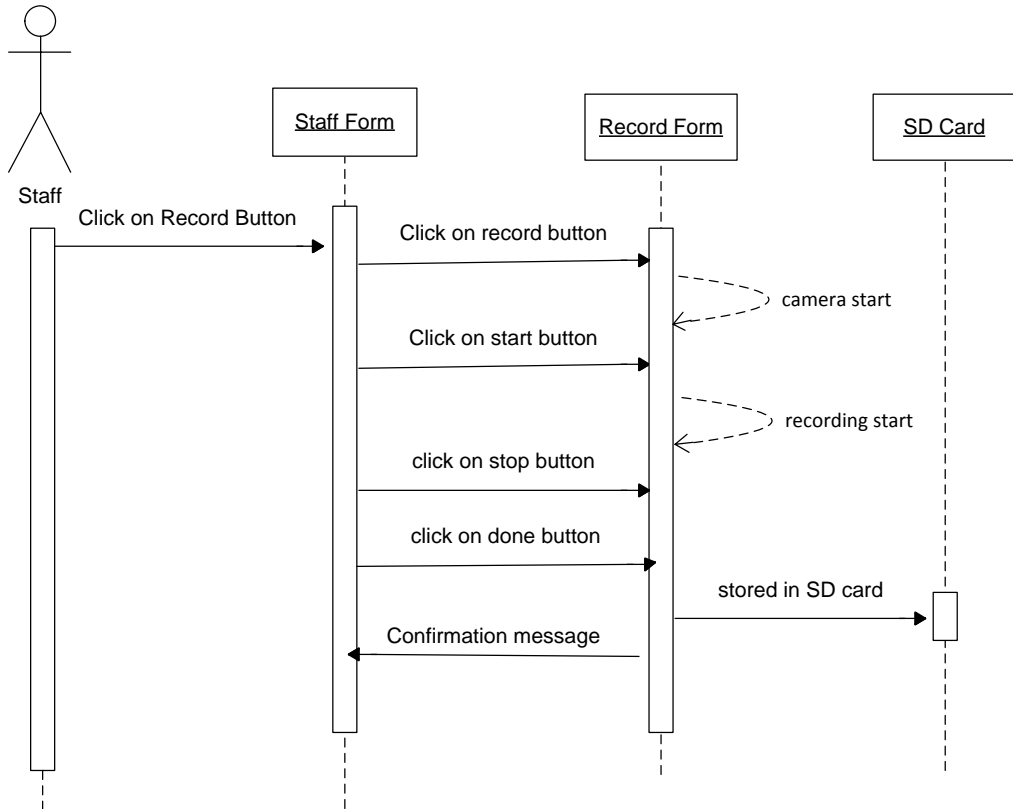 Staff Form
Record Form
SD Card
Staff
Click on Record Button
Click on record button
camera start
Click on start button
recording start
click on stop button
click on done button
stored in SD card
Confirmation message